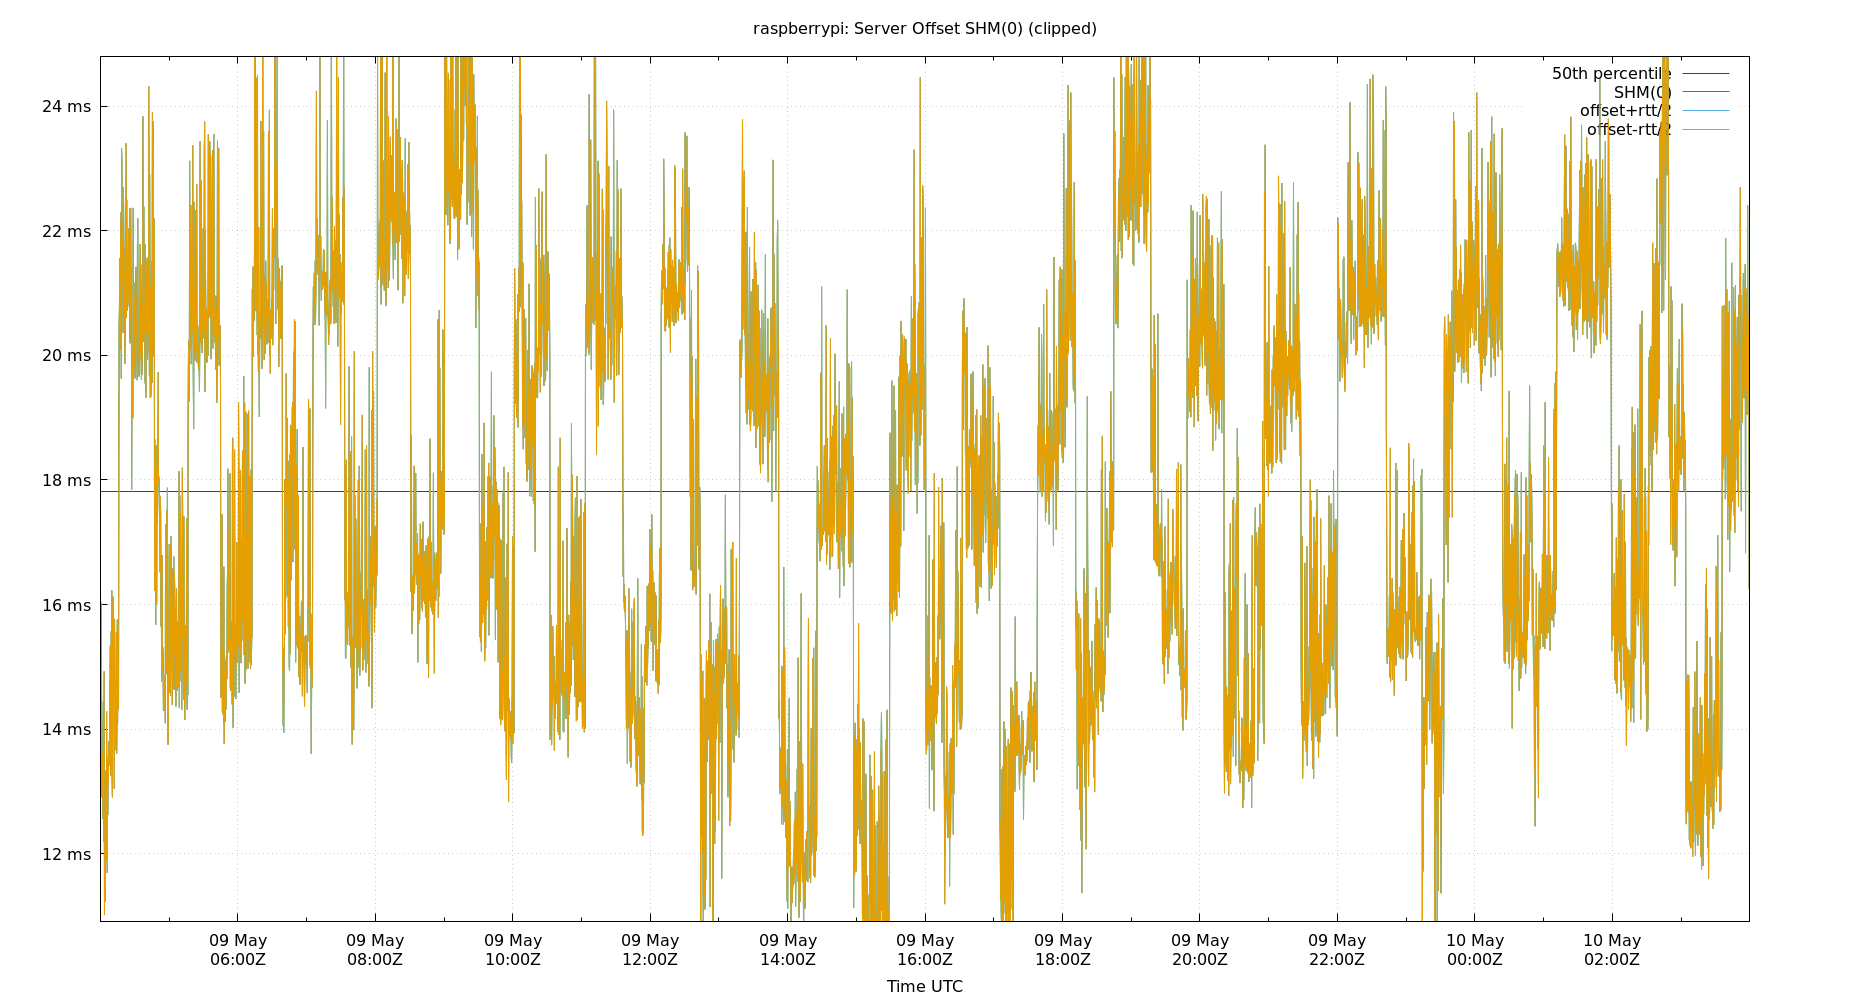 raspberrypi: Server Offset SHM(0) (clipped)
50th percentile
SHM(0)
offset+rtt/2
offset-rtt/2
24 ms
22 ms
20 ms
18 ms
16 ms
14 ms
12 ms
09 May 09 May 09 May 09 May 09 May 09 May 09 May 09 May 09 May 10 May 10 May
06:00Z 08:00Z 10:00Z 12:00Z 14:00Z 16:00Z 18:00Z 20:00Z 22:00Z 00:00Z 02:00Z
Time UTC